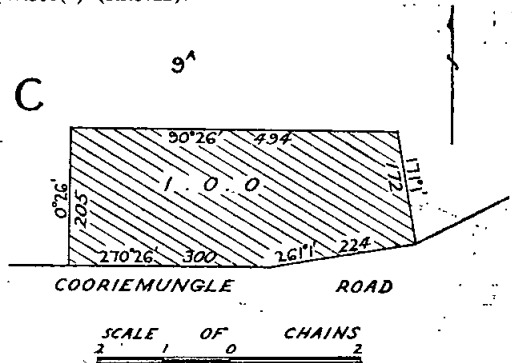 9ᴬ
C
90°26' 494
171°1'
172
1 . 0 . 0
0°26'
205
270°26' 300
261°1' 224
COORIEMUNGLE ROAD
SCALE OF CHAINS
2 1 0 2